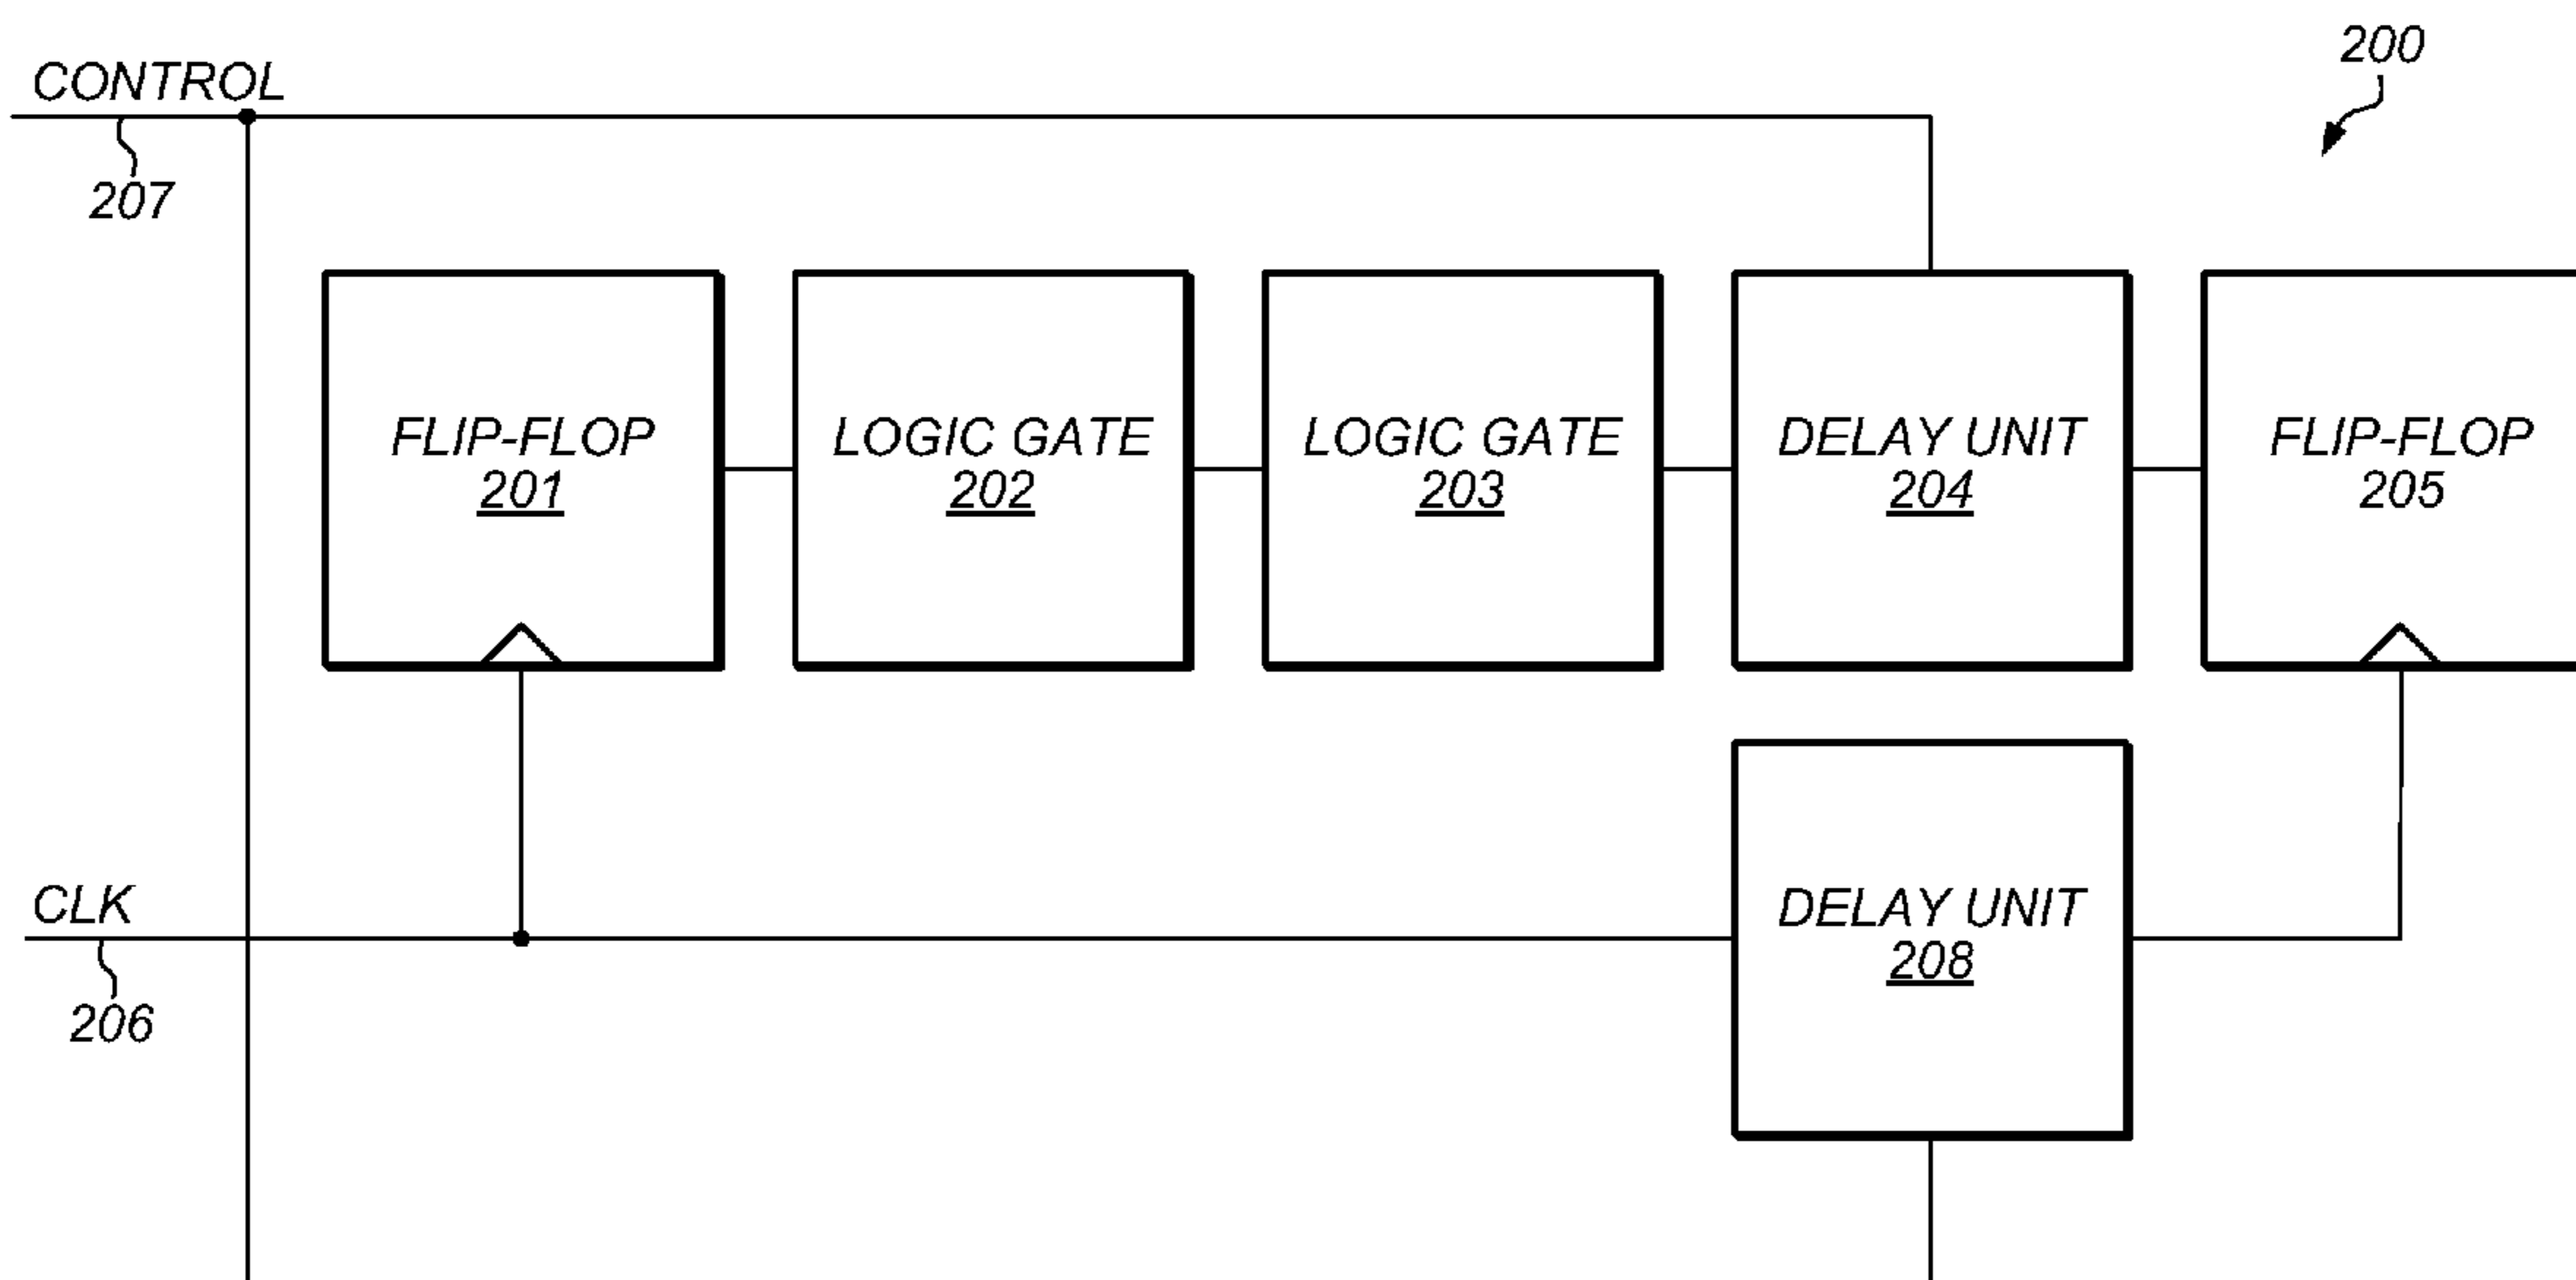 200
CONTROL
207
FLIP-FLOP
201
LOGIC GATE
202
LOGIC GATE
203
DELAY UNIT
204
FLIP-FLOP
205
CLK
206
DELAY UNIT
208